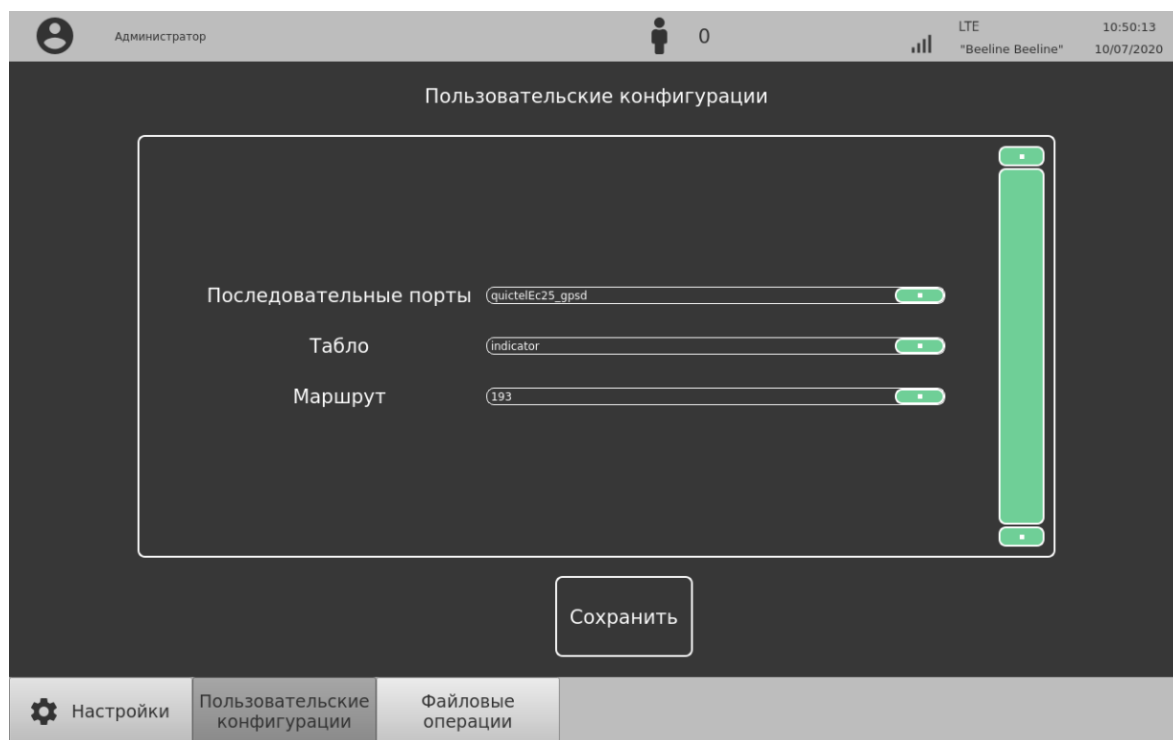 Администратор
0
LTE
"Beeline Beeline"
10:50:13
10/07/2020
Пользовательские конфигурации
Последовательные порты
quictelEc25_gpsd
Табло
indicator
Маршрут
193
Сохранить
Настройки
Пользовательские
конфигурации
Файловые
операции